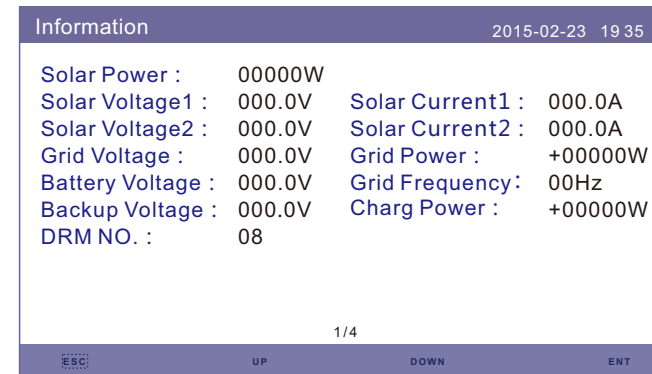 Information 2015-02-23 19 35
Solar Power : 00000W
Solar Voltage1 : 000.0V Solar Current1 : 000.0A
Solar Voltage2 : 000.0V Solar Current2 : 000.0A
Grid Voltage : 000.0V Grid Power : +00000W
Battery Voltage : 000.0V Grid Frequency: 00Hz
Backup Voltage : 000.0V Charg Power : +00000W
DRM NO. : 08
1/4
ESC UP DOWN ENT